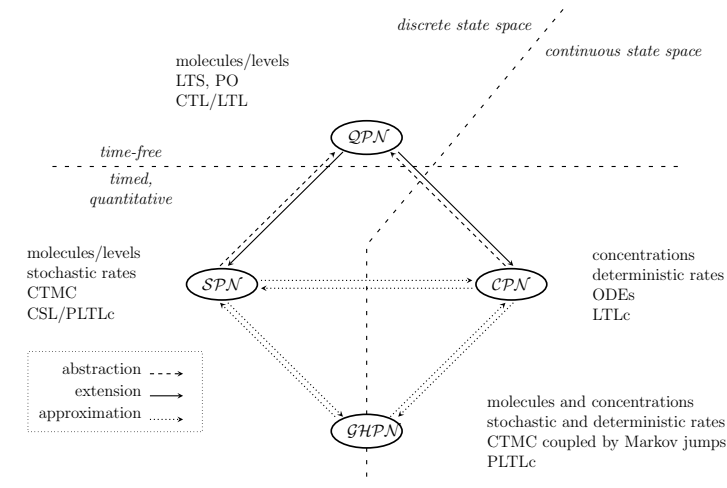 discrete state space
continuous state space
molecules/levels
LTS, PO
CTL/LTL
QPN
time-free
timed,
quantitative
molecules/levels
stochastic rates
CTMC
CSL/PLTLc
SPN
CPN
concentrations
deterministic rates
ODEs
LTLc
abstraction
extension
approximation
GHPN
molecules and concentrations
stochastic and deterministic rates
CTMC coupled by Markov jumps
PLTLc